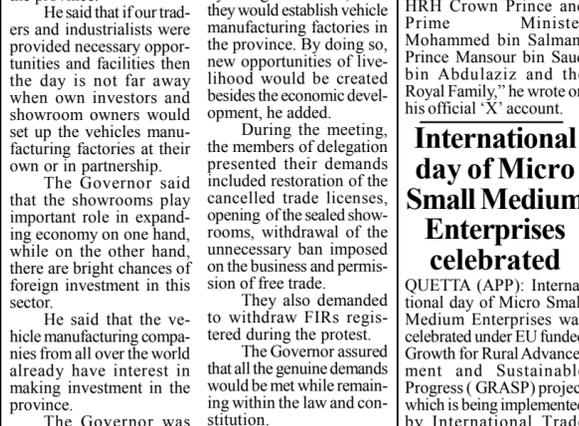 He said that if our trad-
ers and industrialists were
provided necessary oppor-
tunities and facilities then
the day is not far away
when own investors and
showroom owners would
set up the vehicles manu-
facturing factories at their
own or in partnership.
The Governor said
that the showrooms play
important role in expand-
ing economy on one hand,
while on the other hand,
there are bright chances of
foreign investment in this
sector.
He said that the ve-
hicle manufacturing compa-
nies from all over the world
already have interest in
making investment in the
province.
The Governor was
they would establish vehicle
manufacturing factories in
the province. By doing so,
new opportunities of live-
lihood would be created
besides the economic devel-
opment, he added.
During the meeting,
the members of delegation
presented their demands
included restoration of the
cancelled trade licenses,
opening of the sealed show-
rooms, withdrawal of the
unnecessary ban imposed
on the business and permis-
sion of free trade.
They also demanded
to withdraw FIRs regis-
tered during the protest.
The Governor assured
that all the genuine demands
would be met while remain-
ing within the law and con-
stitution.
HRH Crown Prince and
Prime Ministe
Mohammed bin Salman
Prince Mansour bin Sau
bin Abdulaziz and the
Royal Family,” he wrote on
his official ‘X’ account.
International
day of Micro
Small Medium
Enterprises
celebrated
QUETTA (APP): Interna
tional day of Micro Smal
Medium Enterprises wa
celebrated under EU funde
Growth for Rural Advance
ment and Sustainabl
Progress ( GRASP) projec
which is being implemente
by International Trad